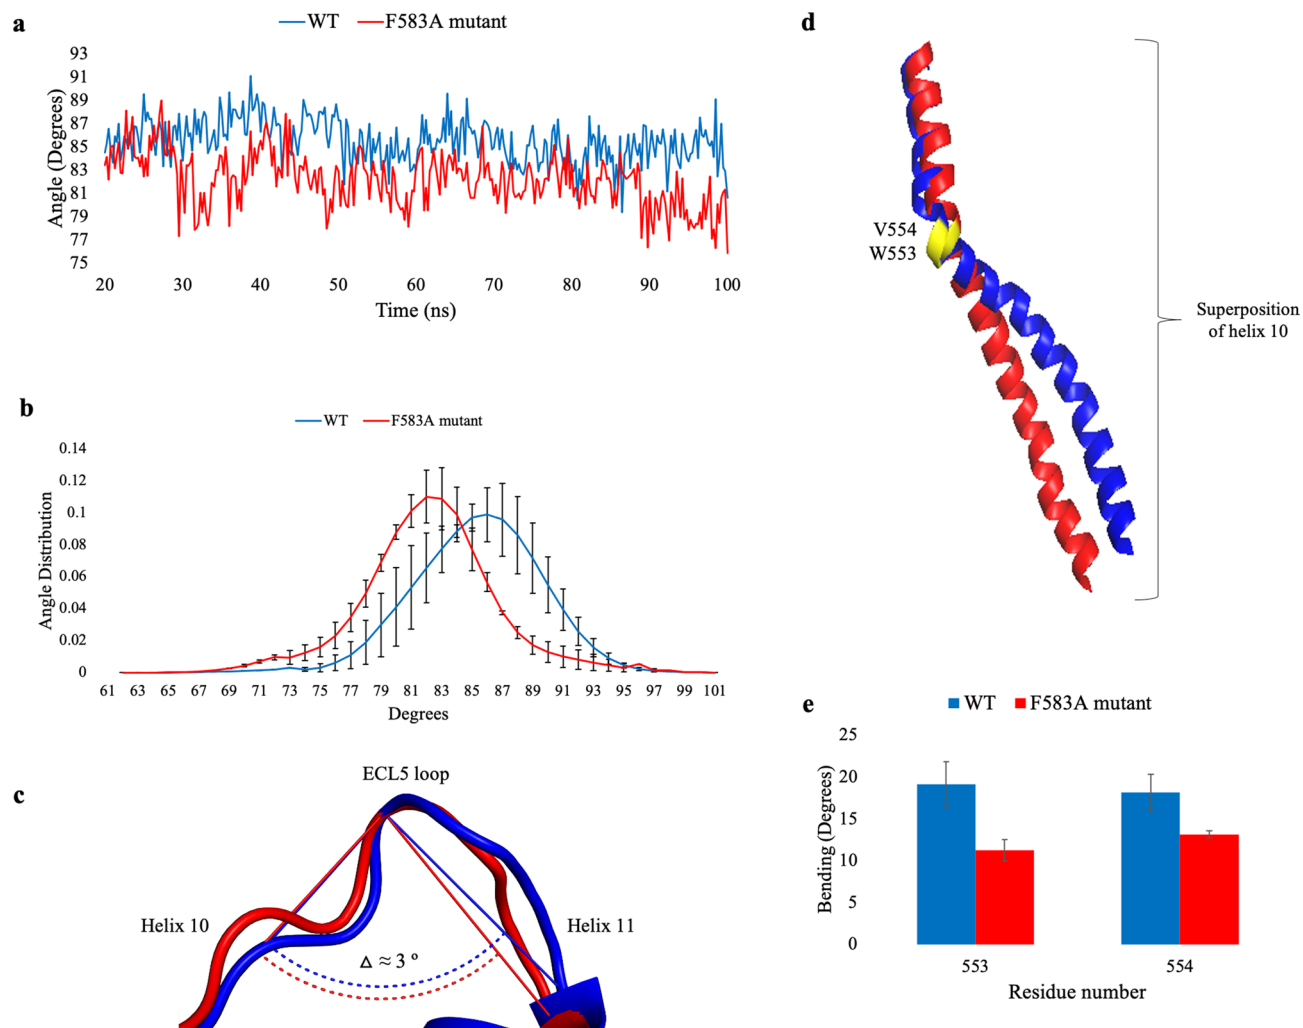 a
WT F583A mutant
93
91
89
87
85
83
81
79
77
75
Angle (Degrees)
20 30 40 50 60 70 80 90 100
Time (ns)
b
WT F583A mutant
0.14
0.12
0.1
0.08
0.06
0.04
0.02
0
Angle Distribution
61 63 65 67 69 71 73 75 77 79 81 83 85 87 89 91 93 95 97 99 101
Degrees
c
ECL5 loop
Helix 10
Helix 11
Δ ≈ 3 º
d
V554
W553
Superposition
of helix 10
e
WT F583A mutant
25
20
15
10
5
0
Bending (Degrees)
553 554
Residue number